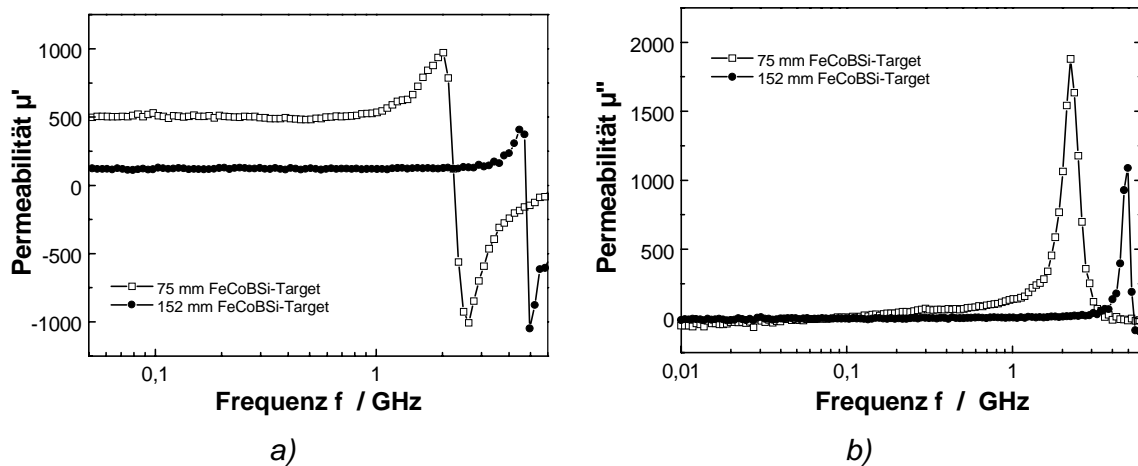 1000
500
0
-500
-1000
Permeabilität µ'
75 mm FeCoBSi-Target
152 mm FeCoBSi-Target
0,1
1
Frequenz f / GHz
a)
2000
1500
1000
500
0
Permeabilität µ"
75 mm FeCoBSi-Target
152 mm FeCoBSi-Target
0,01
0,1
1
Frequenz f / GHz
b)